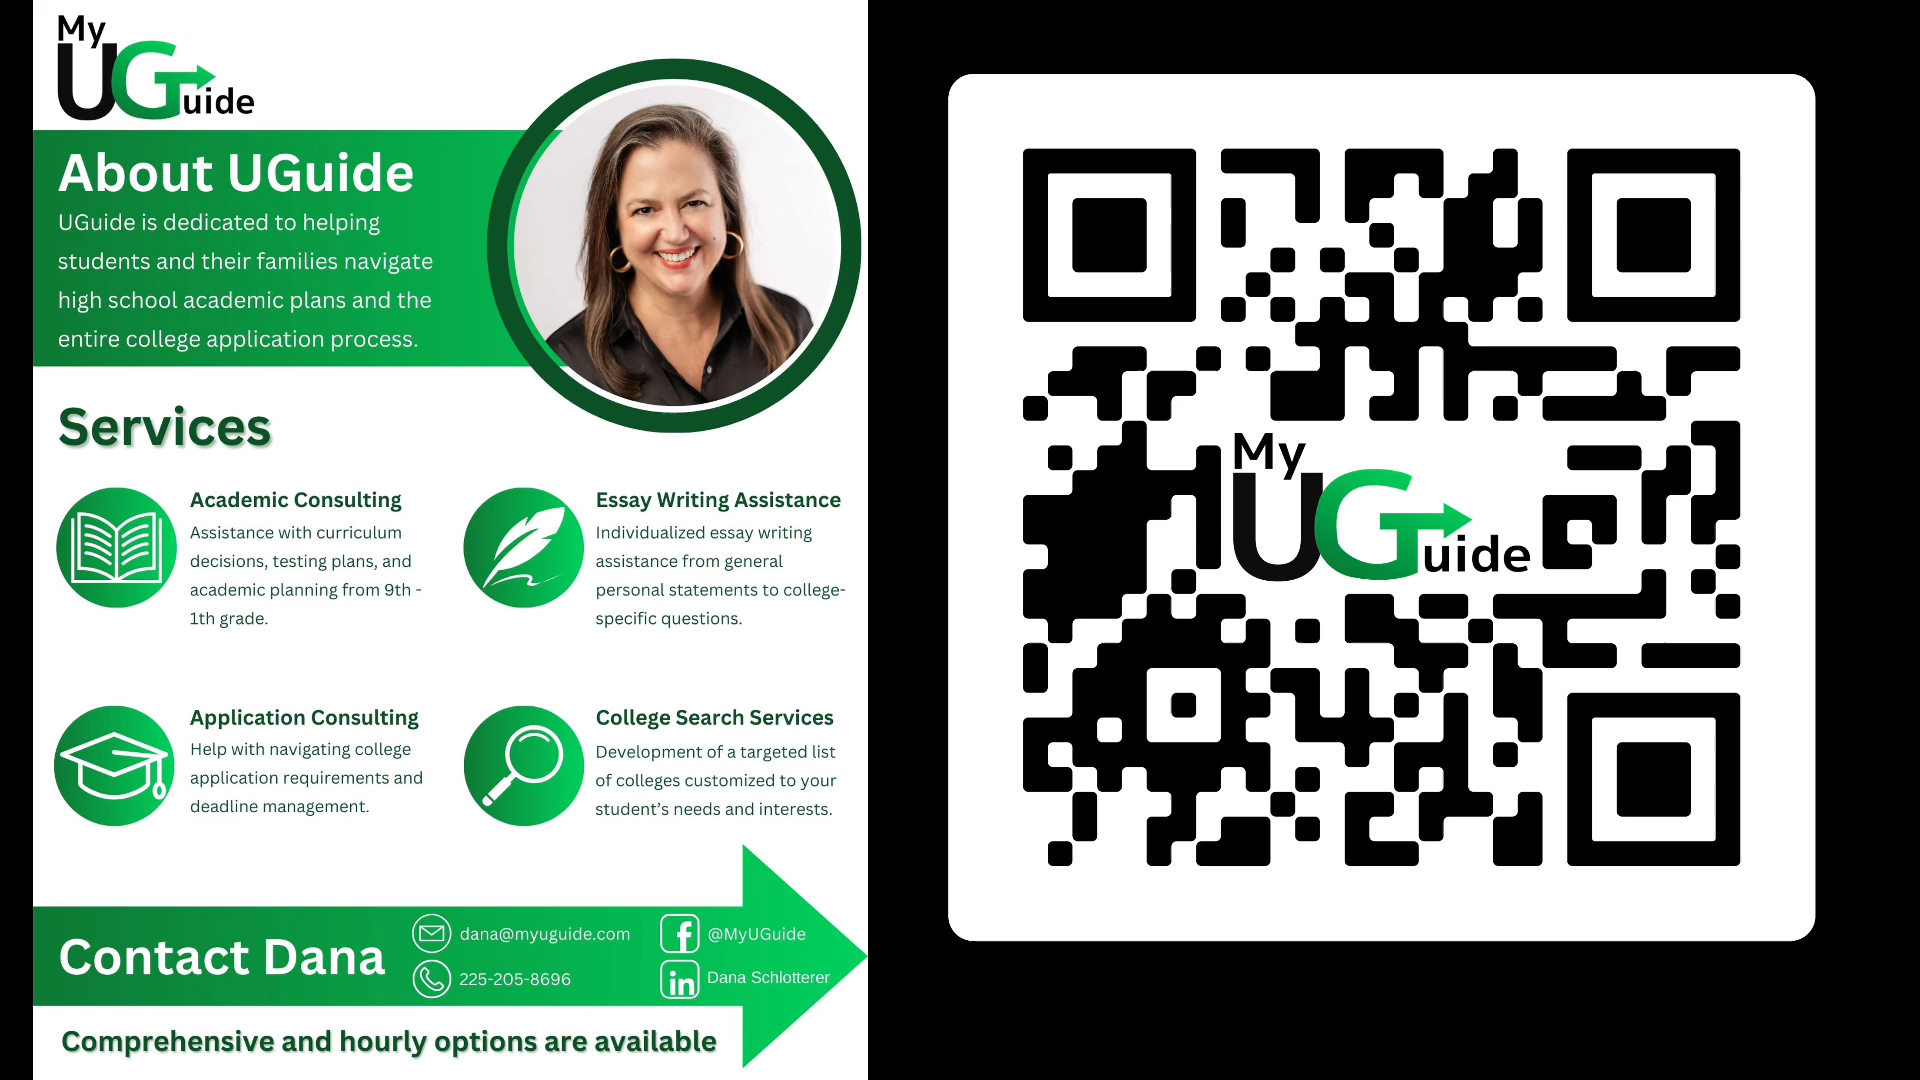 My
UGuide
About UGuide
UGuide is dedicated to helping
students and their families navigate
high school academic plans and the
entire college application process.
Services
Academic Consulting
Assistance with curriculum
decisions, testing plans, and
academic planning from 9th -
1th grade.
Essay Writing Assistance
Individualized essay writing
assistance from general
personal statements to college-
specific questions.
Application Consulting
Help with navigating college
application requirements and
deadline management.
College Search Services
Development of a targeted list
of colleges customized to your
student’s needs and interests.
Contact Dana
dana@myuguide.com
225-205-8696
@MyUGuide
in
Dana Schlotterer
Comprehensive and hourly options are available
My
UGuide